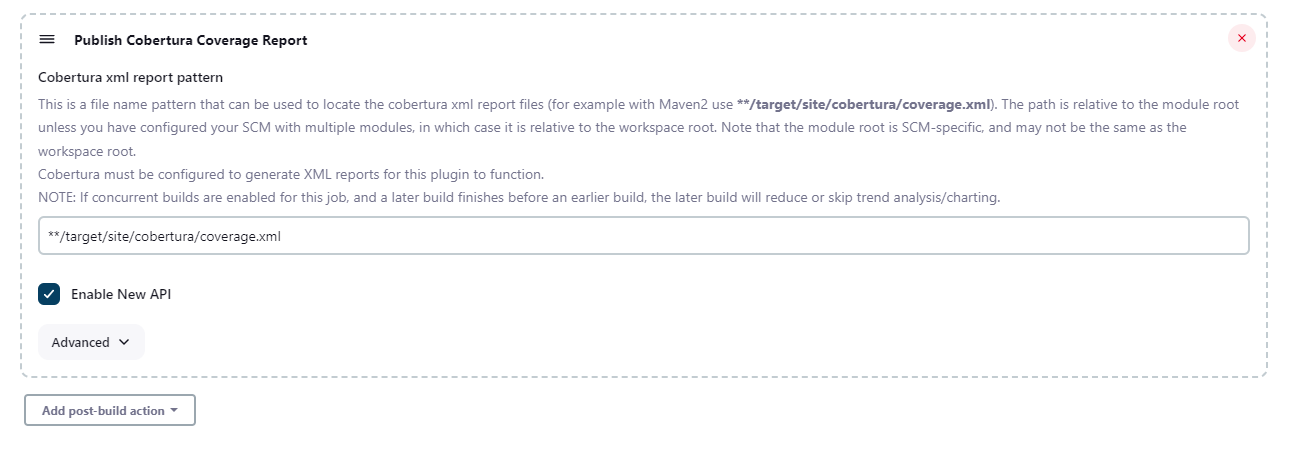 Publish Cobertura Coverage Report
Cobertura xml report pattern
This is a file name pattern that can be used to locate the cobertura xml report files (for example with Maven2 use **/target/site/cobertura/coverage.xml). The path is relative to the module root
unless you have configured your SCM with multiple modules, in which case it is relative to the workspace root. Note that the module root is SCM-specific, and may not be the same as the
workspace root.
Cobertura must be configured to generate XML reports for this plugin to function.
NOTE: If concurrent builds are enabled for this job, and a later build finishes before an earlier build, the later build will reduce or skip trend analysis/charting.
**/target/site/cobertura/coverage.xml
Enable New API
Advanced
Add post-build action